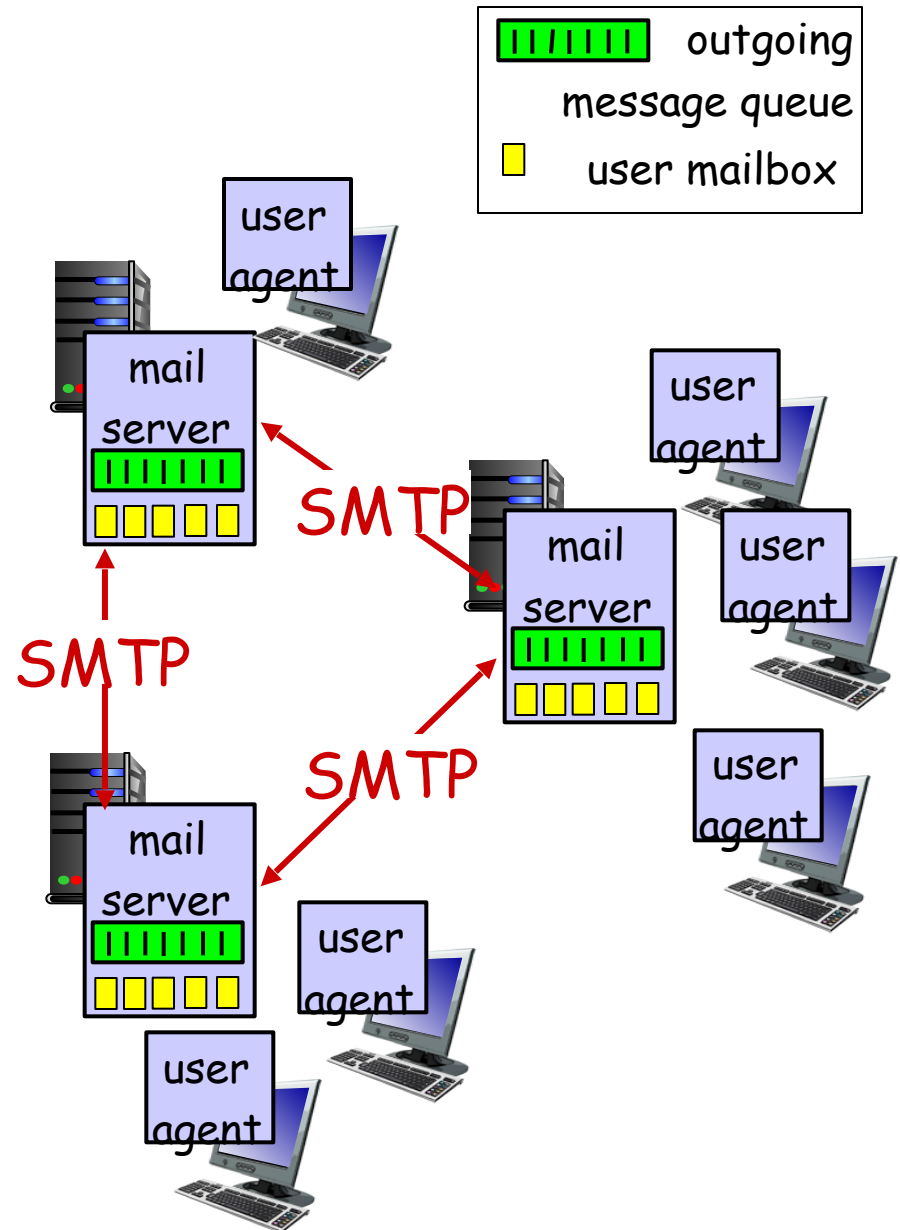 outgoing
message queue
user mailbox
user
agent
mail
server
SMTP
user
agent
mail
server
user
agent
SMTP
SMTP
user
agent
mail
server
user
agent
user
agent